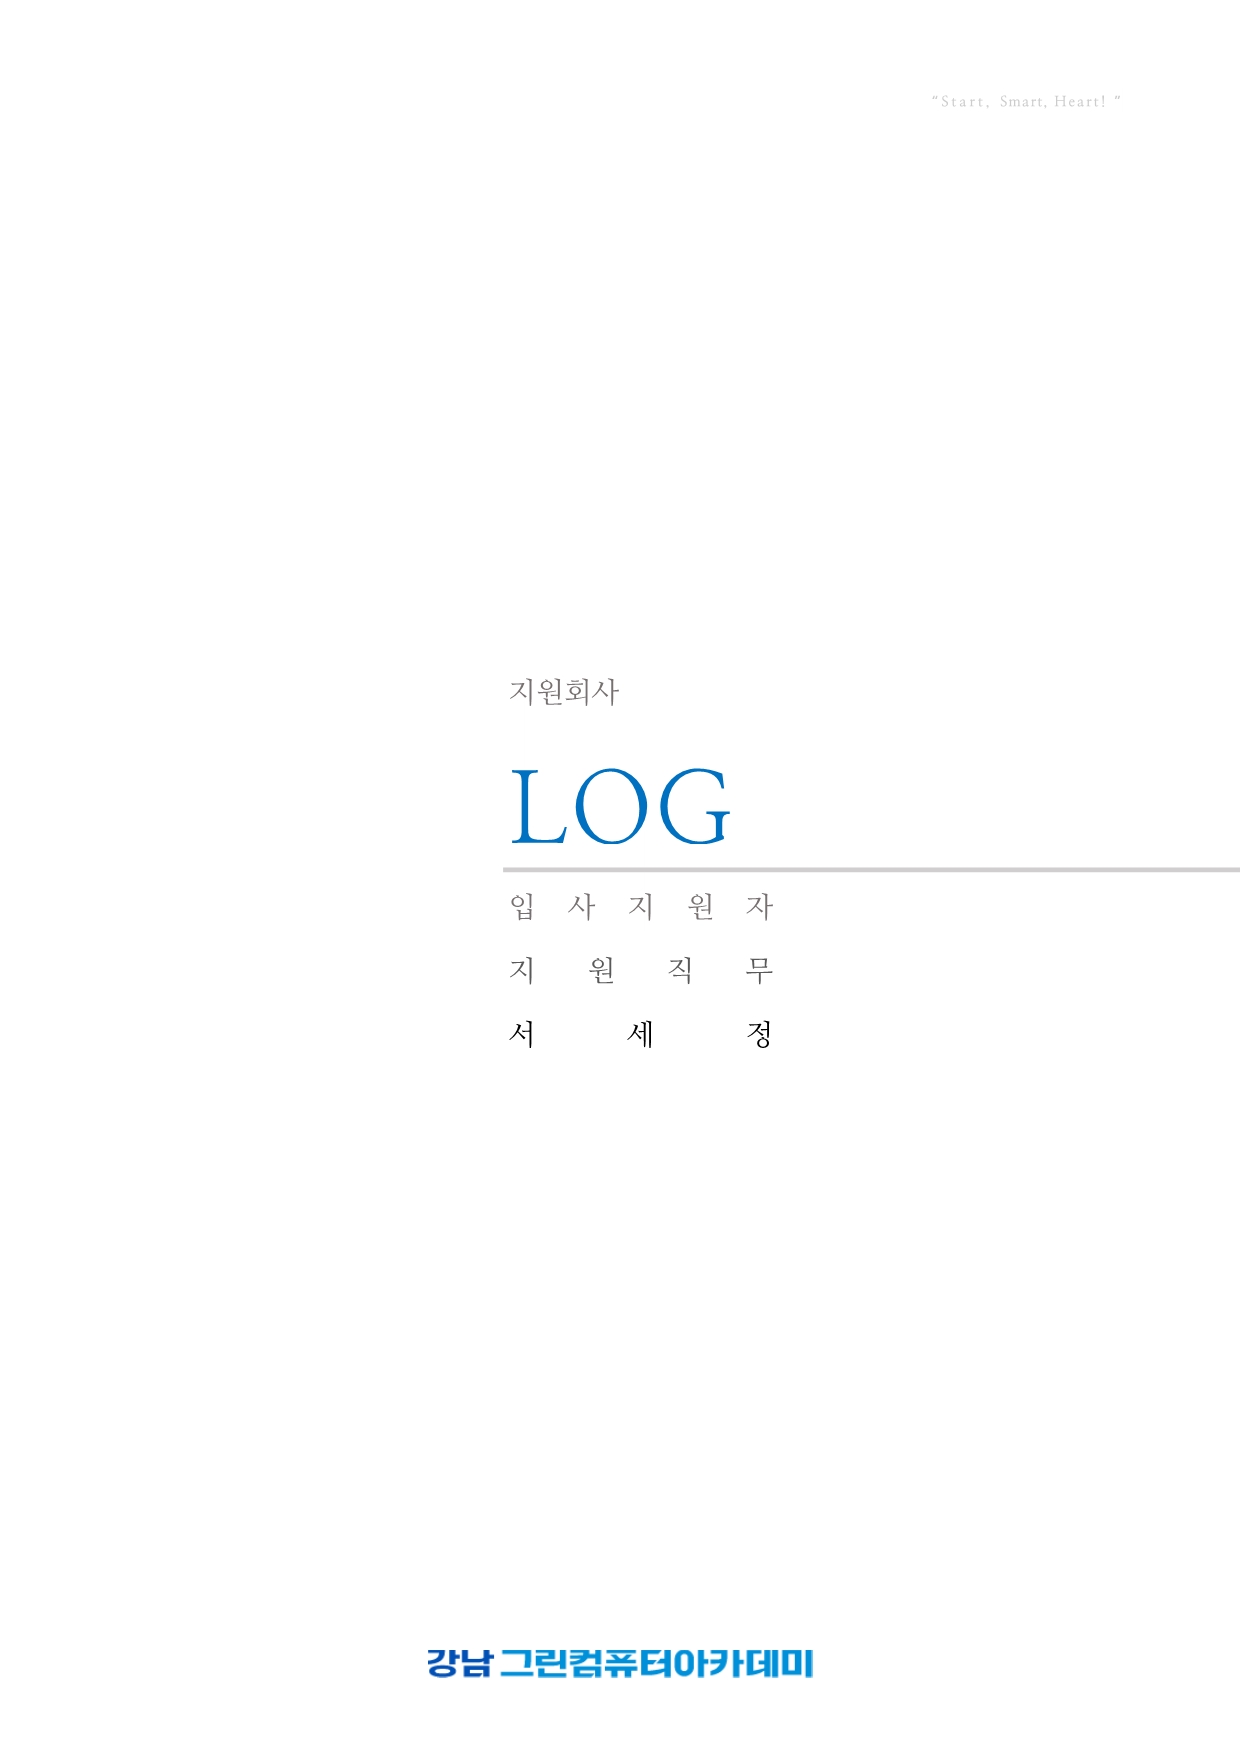 "Start, Smart, Heart! "
지원회사
LOG
입 사 지 원 자
지 원 직 무
서 세 정
강남 그린컴퓨터아카데미